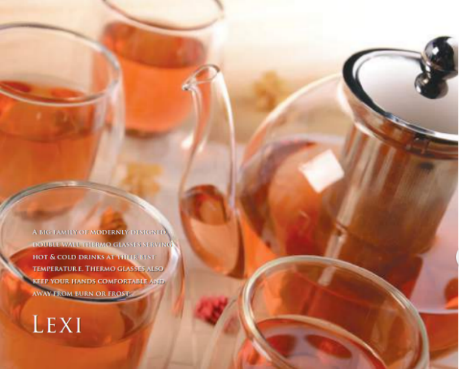 A BIG FAMILY OF MODERNLY DESIGNED
DOUBLE WALL THERMO GLASSES SERVING
HOT & COLD DRINKS AT THEIR BEST
TEMPERATURE. THERMO GLASSES ALSO
KEEP YOUR HANDS COMFORTABLE AND
AWAY FROM BURN OR FROST.
LEXI